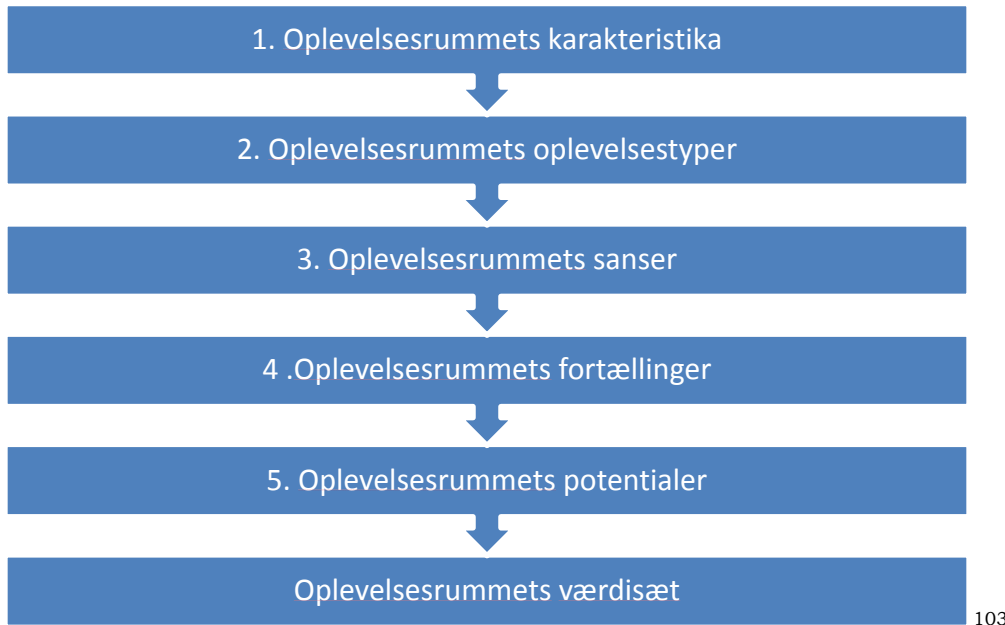 1. Oplevelsesrummets karakteristika
2. Oplevelsesrummets oplevelsestyper
3. Oplevelsesrummets sanser
4 .Oplevelsesrummets fortællinger
5. Oplevelsesrummets potentialer
Oplevelsesrummets værdisæt
103